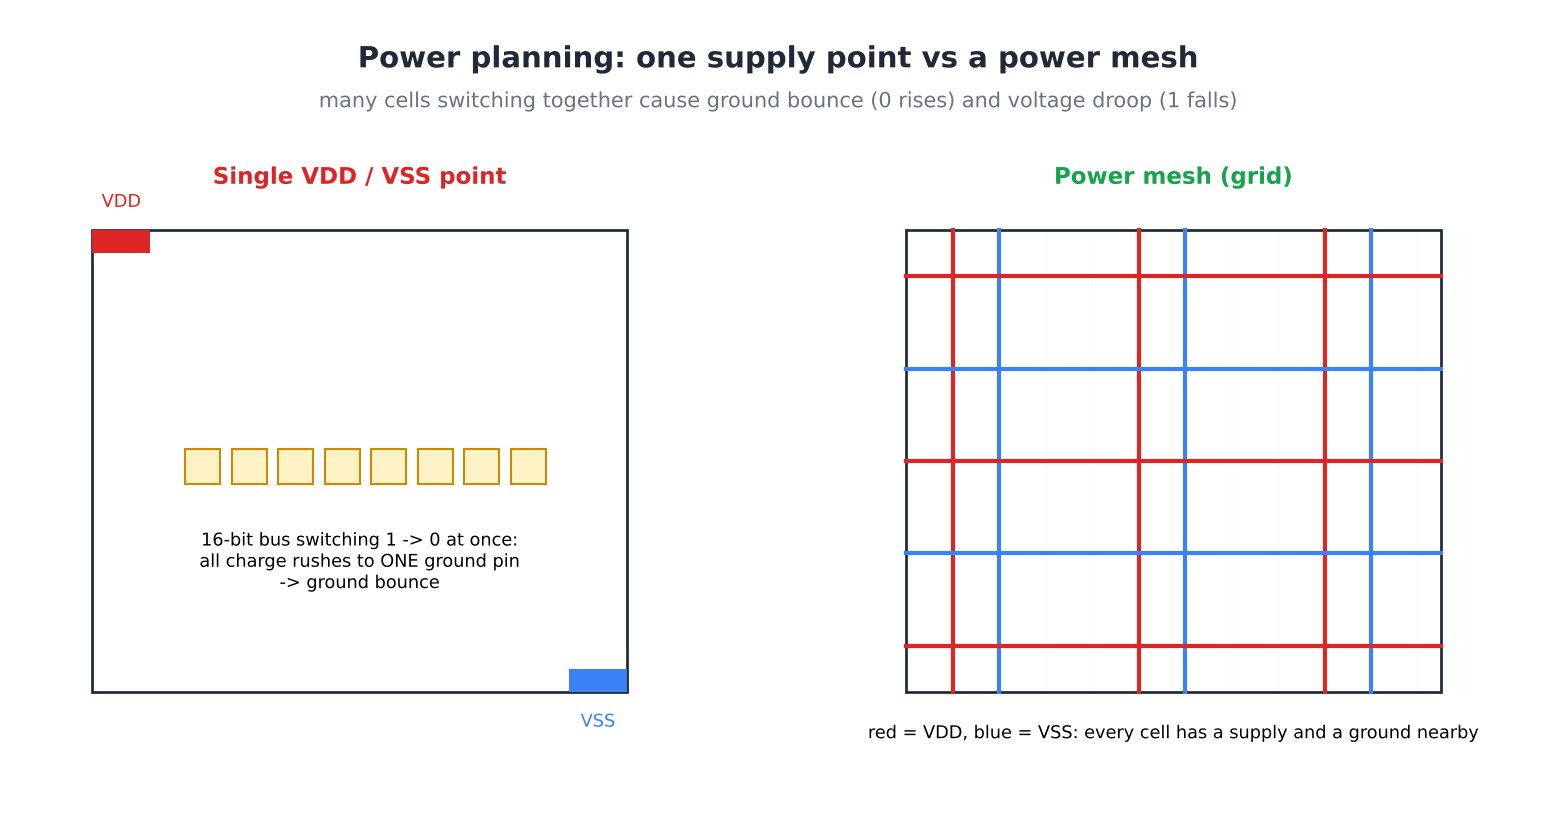 Power planning: one supply point vs a power mesh
many cells switching together cause ground bounce (0 rises) and voltage droop (1 falls)
Single VDD / VSS point
VDD
16-bit bus switching 1 -> 0 at once:
all charge rushes to ONE ground pin
-> ground bounce
VSS
Power mesh (grid)
red = VDD, blue = VSS: every cell has a supply and a ground nearby